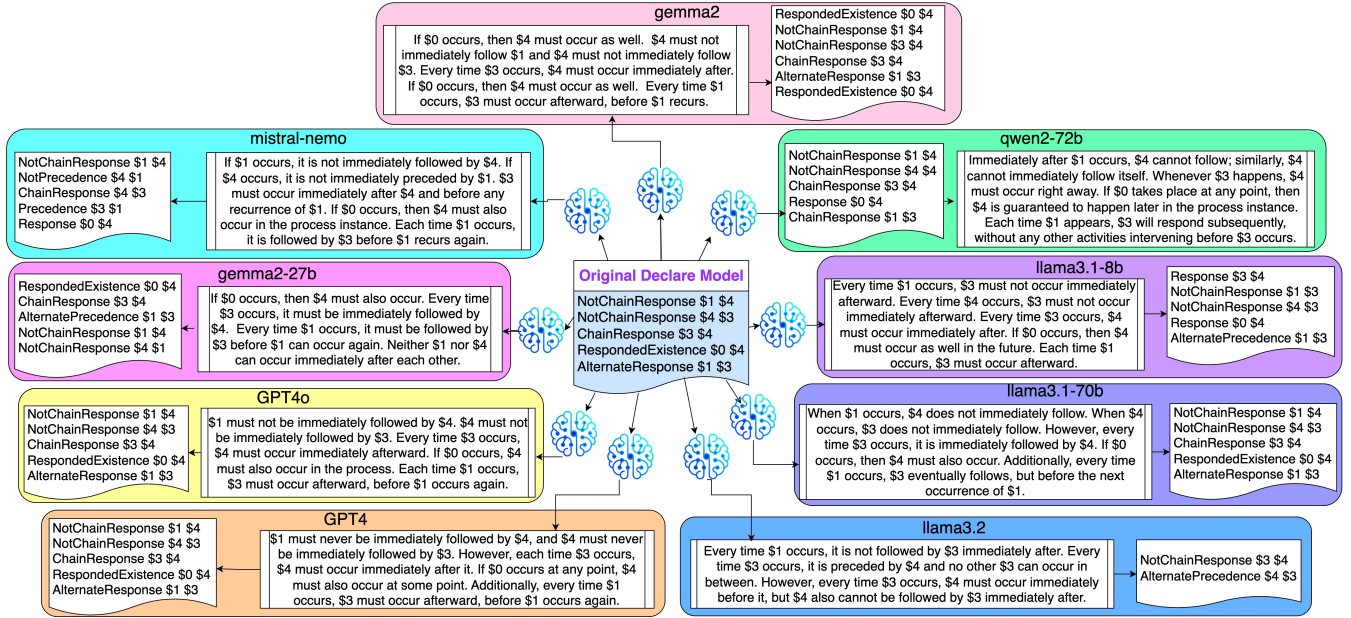 gemma2
If $0 occurs, then $4 must occur as well. $4 must not
immediately follow $1 and $4 must not immediately follow
$3. Every time $3 occurs, $4 must occur immediately after.
If $0 occurs, then $4 must occur as well. Every time $1
occurs, $3 must occur afterward, before $1 recurs.
RespondedExistence $0 $4
NotChainResponse $1 $4
NotChainResponse $3 $4
ChainResponse $3 $4
AlternateResponse $1 $3
RespondedExistence $0 $4
mistral-nemo
NotChainResponse $1 $4
NotPrecedence $4 $1
ChainResponse $4 $3
Precedence $3 $1
Response $0 $4
If $1 occurs, it is not immediately followed by $4. If
$4 occurs, it is not immediately preceded by $1. $3
must occur immediately after $4 and before any
recurrence of $1. If $0 occurs, then $4 must also
occur in the process instance. Each time $1 occurs,
it is followed by $3 before $1 recurs again.
qwen2-72b
NotChainResponse $1 $4
NotChainResponse $4 $4
ChainResponse $3 $4
Response $0 $4
ChainResponse $1 $3
Immediately after $1 occurs, $4 cannot follow; similarly, $4
cannot immediately follow itself. Whenever $3 happens, $4
must occur right away. If $0 takes place at any point, then
$4 is guaranteed to happen later in the process instance.
Each time $1 appears, $3 will respond subsequently,
without any other activities intervening before $3 occurs.
gemma2-27b
RespondedExistence $0 $4
ChainResponse $3 $4
AlternatePrecedence $1 $3
NotChainResponse $1 $4
NotChainResponse $4 $1
If $0 occurs, then $4 must also occur. Every time
$3 occurs, it must be immediately followed by
$4. Every time $1 occurs, it must be followed by
$3 before $1 can occur again. Neither $1 nor $4
can occur immediately after each other.
Original Declare Model
NotChainResponse $1 $4
NotChainResponse $4 $3
ChainResponse $3 $4
RespondedExistence $0 $4
AlternateResponse $1 $3
llama3.1-8b
Every time $1 occurs, $3 must not occur immediately
afterward. Every time $4 occurs, $3 must not occur
immediately afterward. Every time $3 occurs, $4
must occur immediately after. If $0 occurs, then $4
must occur as well in the future. Each time $1
occurs, $3 must occur afterward.
Response $3 $4
NotChainResponse $1 $3
NotChainResponse $4 $3
Response $0 $4
AlternatePrecedence $1 $3
GPT4o
NotChainResponse $1 $4
NotChainResponse $4 $3
ChainResponse $3 $4
RespondedExistence $0 $4
AlternateResponse $1 $3
$1 must not be immediately followed by $4. $4 must not
be immediately followed by $3. Every time $3 occurs,
$4 must occur immediately afterward. If $0 occurs, $4
must also occur in the process. Each time $1 occurs,
$3 must occur afterward, before $1 occurs again.
llama3.1-70b
When $1 occurs, $4 does not immediately follow. When $4
occurs, $3 does not immediately follow. However, every
time $3 occurs, it is immediately followed by $4. If $0
occurs, then $4 must also occur. Additionally, every time
$1 occurs, $3 eventually follows, but before the next
occurrence of $1.
NotChainResponse $1 $4
NotChainResponse $4 $3
ChainResponse $3 $4
RespondedExistence $0 $4
AlternateResponse $1 $3
GPT4
NotChainResponse $1 $4
NotChainResponse $4 $3
ChainResponse $3 $4
RespondedExistence $0 $4
AlternateResponse $1 $3
$1 must never be immediately followed by $4, and $4 must never
be immediately followed by $3. However, each time $3 occurs,
$4 must occur immediately after it. If $0 occurs at any point, $4
must also occur at some point. Additionally, every time $1
occurs, $3 must occur afterward, before $1 occurs again.
llama3.2
Every time $1 occurs, it is not followed by $3 immediately after. Every
time $3 occurs, it is preceded by $4 and no other $3 can occur in
between. However, every time $3 occurs, $4 must occur immediately
before it, but $4 also cannot be followed by $3 immediately after.
NotChainResponse $3 $4
AlternatePrecedence $4 $3